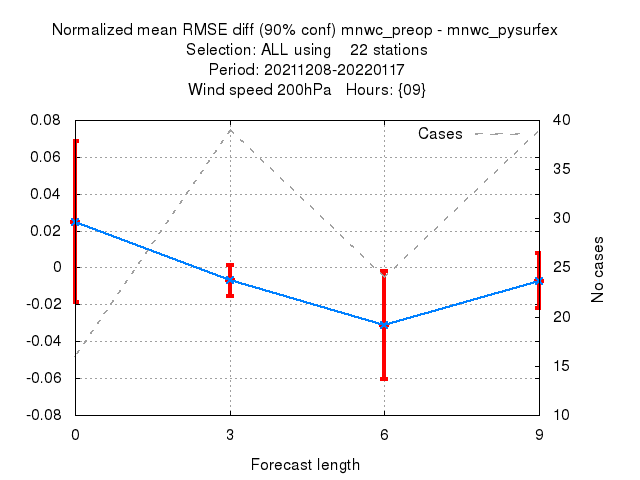 Normalized mean RMSE diff (90% conf) mnwc_preop - mnwc_pysurfex
Selection: ALL using 22 stations
Period: 20211208-20220117
Wind speed 200hPa Hours: {09}
Cases
0.08
0.06
0.04
0.02
0
-0.02
-0.04
-0.06
-0.08
40
35
30
25
20
15
10
No cases
0 3 6 9
Forecast length